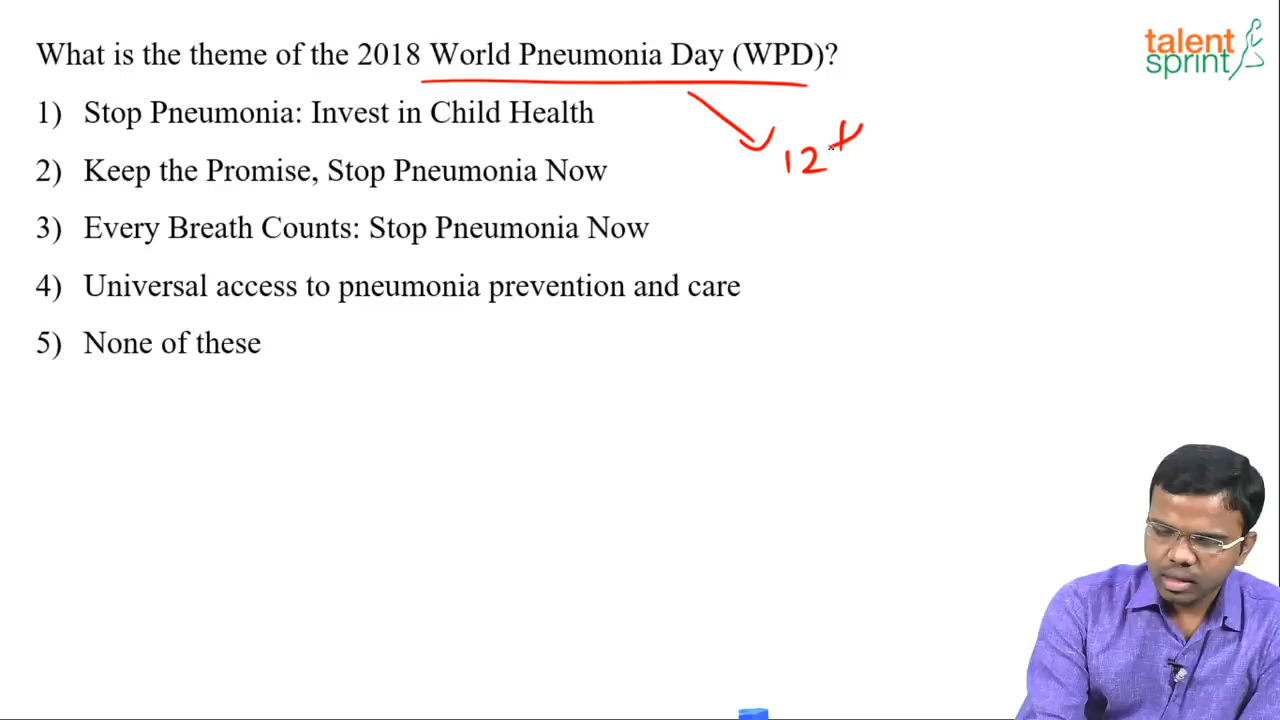 What is the theme of the 2018 World Pneumonia Day (WPD)?
talent
sprint
1) Stop Pneumonia: Invest in Child Health
12
2) Keep the Promise, Stop Pneumonia Now
3) Every Breath Counts: Stop Pneumonia Now
4) Universal access to pneumonia prevention and care
5) None of these